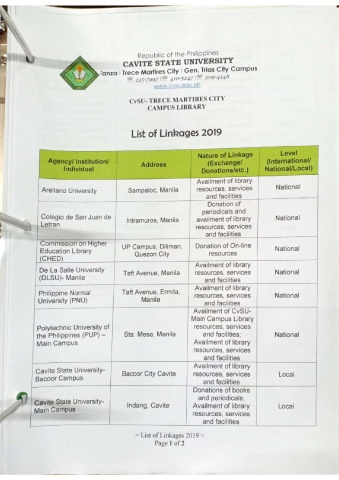 Republic of the Philippines
CAVITE STATE UNIVERSITY
Tanza | Trece Martires City | Gen. Trias City Campus
www.cvsu.edu.ph
CvSU- TRECE MARTIRES CITY
CAMPUS LIBRARY
List of Linkages 2019
Agency/ Institution/ Individual
Address
Nature of Linkage (Exchange/ Donations/etc.)
Level (International/ National/Local)
Arellano University
Sampaloc, Manila
Availment of library
resources, services
and facilities
National
Colegio de San Juan de
Letran
Intramuros, Manila
Donation of
periodicals and
availment of library
resources, services
and facilities
National
Commission on Higher
Education Library
(CHED)
UP Campus, Diliman,
Quezon City
Donation of On-line
resources
National
De La Salle University
(DLSU)- Manila
Taft Avenue, Manila
Availment of library
resources, services
and facilities
National
Philippine Normal
University (PNU)
Taft Avenue, Ermita,
Manila
Availment of library
resources, services
and facilities
National
Polytechnic University of
the Philippines (PUP) –
Main Campus
Sta. Mesa, Manila
Availment of CvSU-
Main Campus Library
resources, services
and facilities;
Availment of library
resources, services
and facilities
National
Cavite State University-
Bacoor Campus
Bacoor City Cavite
Availment of library
resources, services
and facilities
Local
Cavite State University-
Main Campus
Indang, Cavite
Donations of books
and periodicals;
Availment of library
resources, services
and facilities
Local
= List of Linkages 2019 =
Page 1 of 2